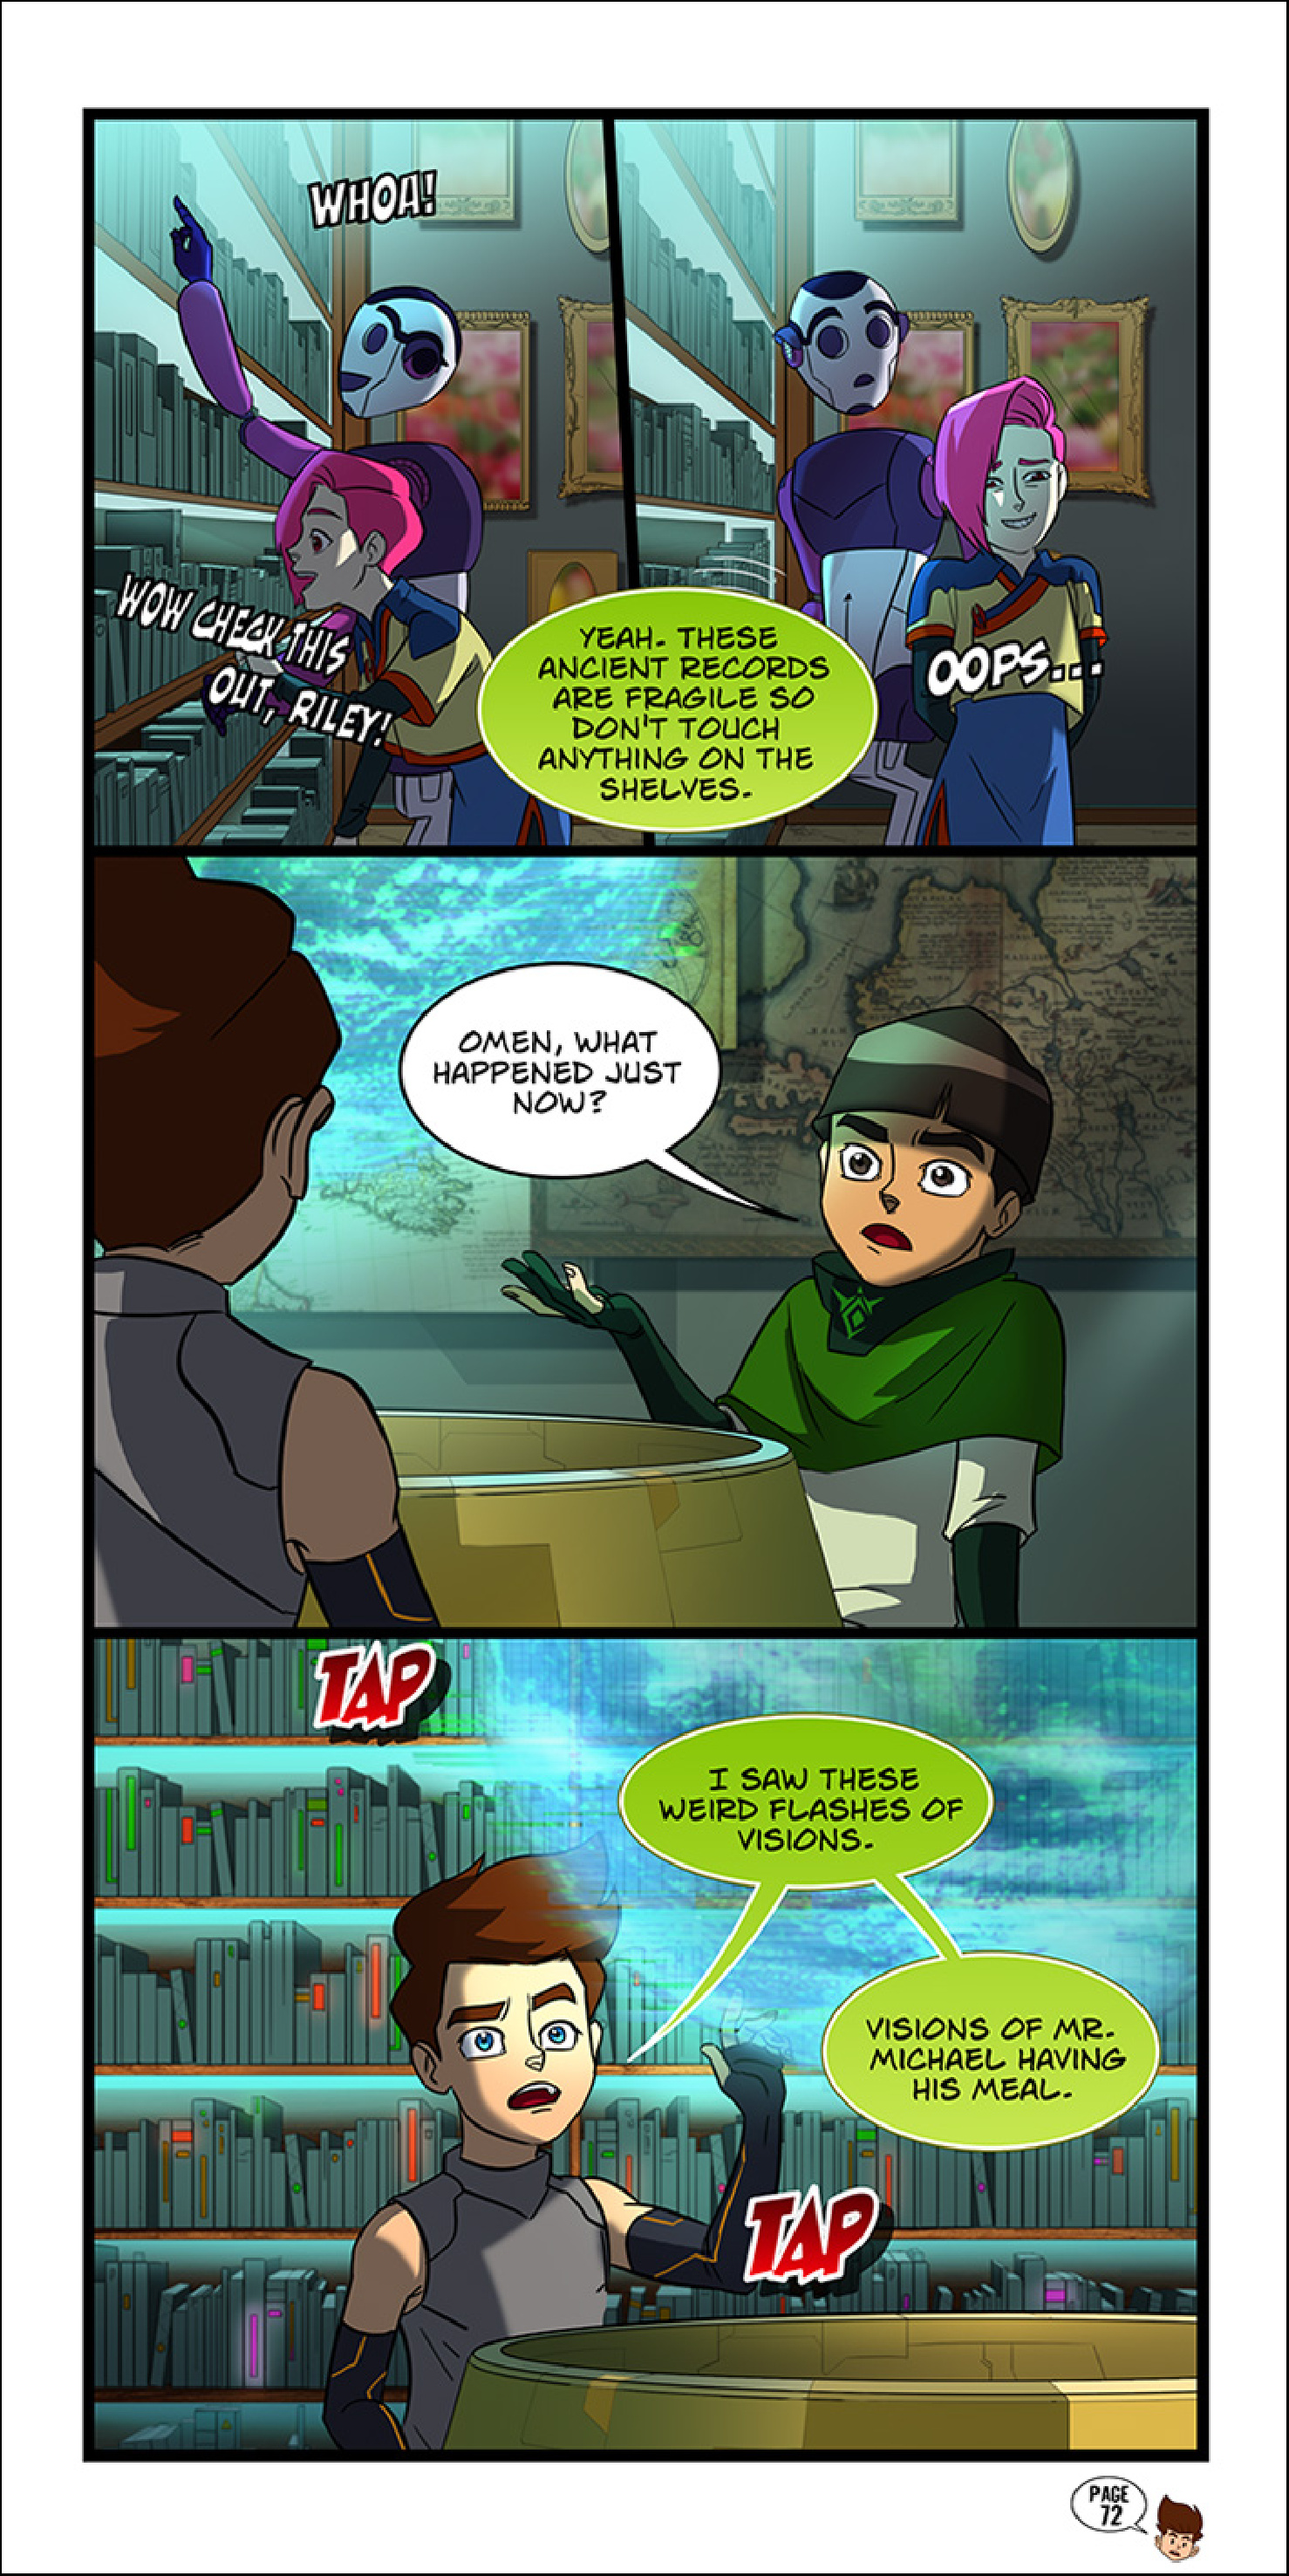 WHOA!
WOW CHECK THIS
OUT, RILEY!
YEAH. THESE
ANCIENT RECORDS
ARE FRAGILE SO
DON'T TOUCH
ANYTHING ON THE
SHELVES.
OOPS...
OMEN, WHAT
HAPPENED JUST
NOW?
TAP
I SAW THESE
WEIRD FLASHES OF
VISIONS.
VISIONS OF MR.
MICHAEL HAVING
HIS MEAL.
TAP
PAGE
72